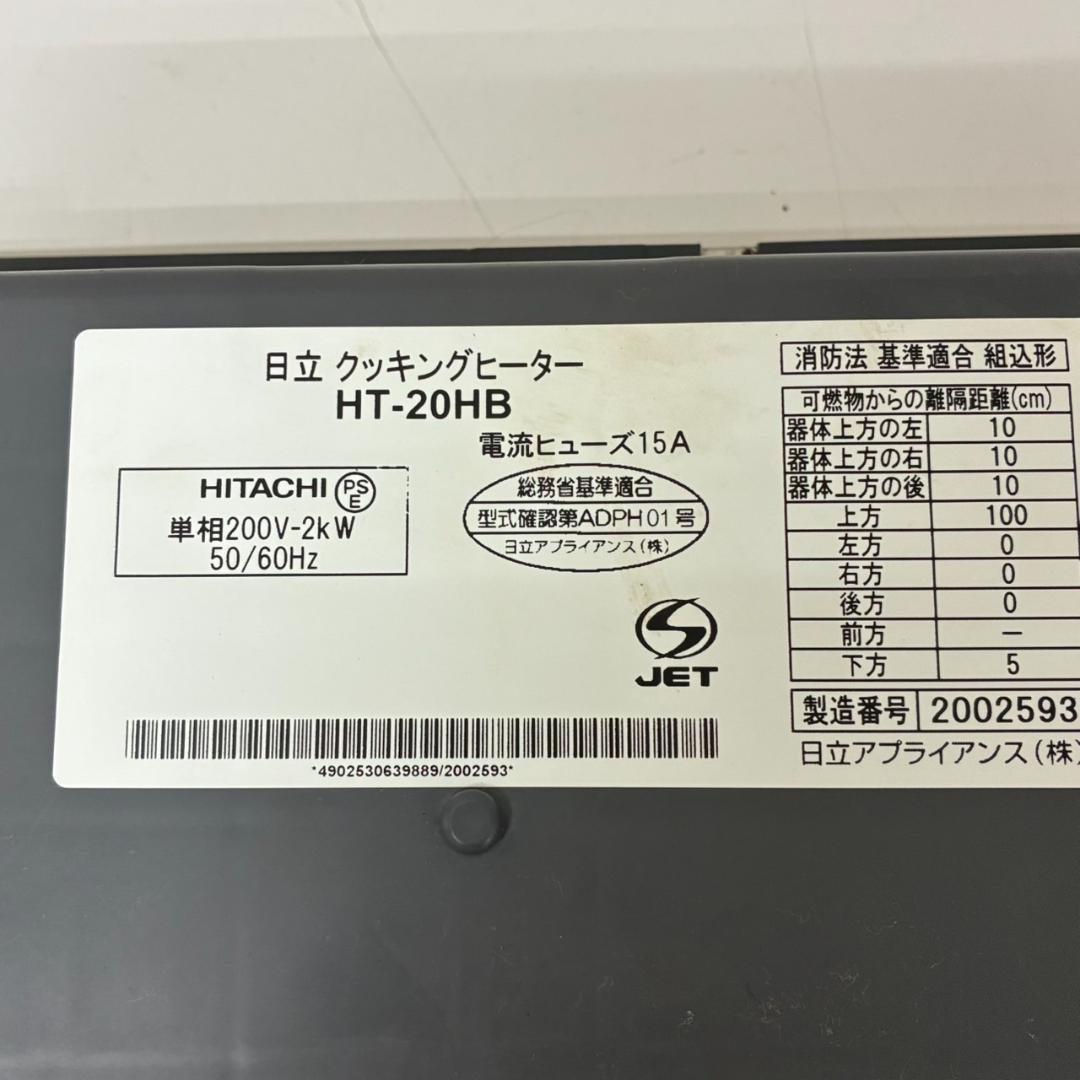 日立 クッキングヒーター
HT-20HB
電流ヒューズ15A
HITACHI PSE
単相200V-2kW
50/60Hz
総務省基準適合
型式確認第ADPH01号
日立アプライアンス(株)
JET
*4902530639889/2002593*
消防法 基準適合 組込形
可燃物からの離隔距離(cm)
器体上方の左 10
器体上方の右 10
器体上方の後 10
上方 100
左方 0
右方 0
後方 0
前方 －
下方 5
製造番号 2002593
日立アプライアンス(株)